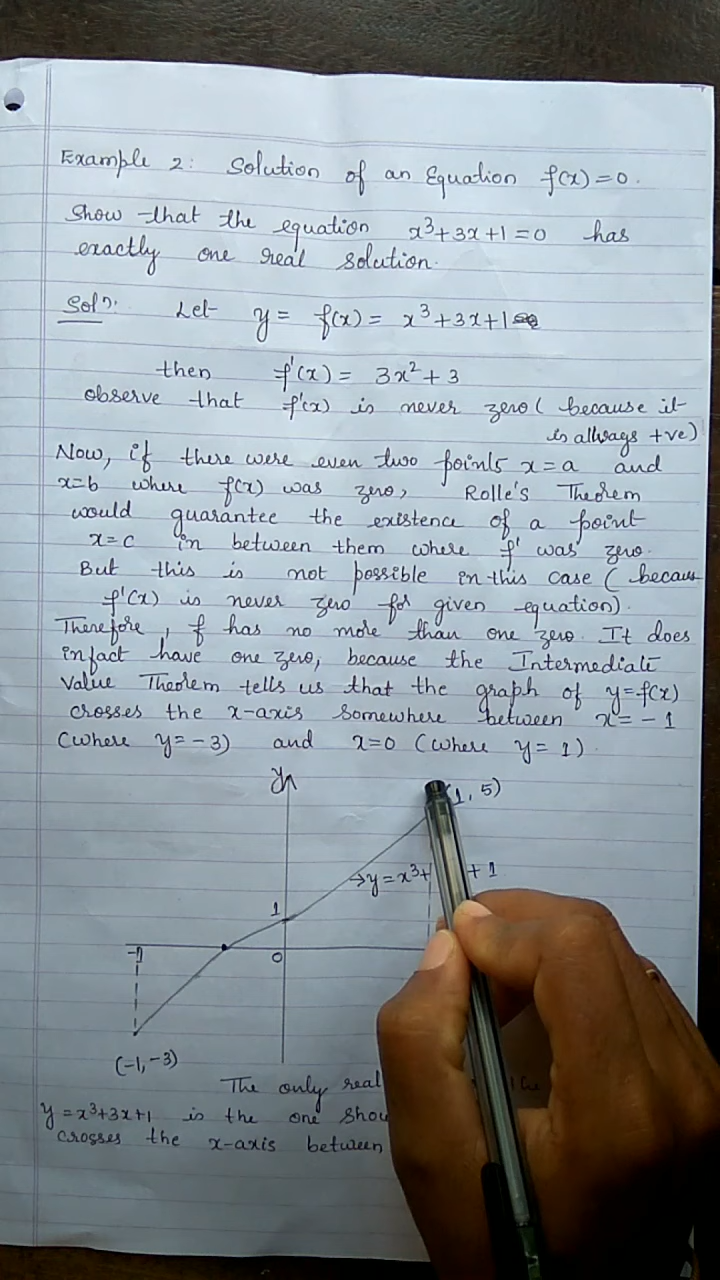 Example 2: Solution of an Equation f(x)=0.
Show that the equation x³+3x+1=0 has
exactly one real solution.
Solⁿ: Let y = f(x) = x³+3x+1
then f'(x) = 3x²+3
observe that f'(x) is never zero (because it
is allways +ve)
Now, if there were even two points x=a and
x=b where f(x) was zero, Rolle's Theorem
would guarantee the existence of a point
x=c in between them where f' was zero.
But this is not possible in this case (becaus
f'(x) is never zero for given equation).
Therefore, f has no more than one zero. It does
infact have one zero, because the Intermediate
Value Theorem tells us that the graph of y=f(x)
crosses the x-axis somewhere between x=-1
(where y=-3) and x=0 (where y=1).
y
(1, 5)
→y=x³+ +1
1
-1
0
(-1,-3)
The only real
y=x³+3x+1 is the one
crosses the x-axis between